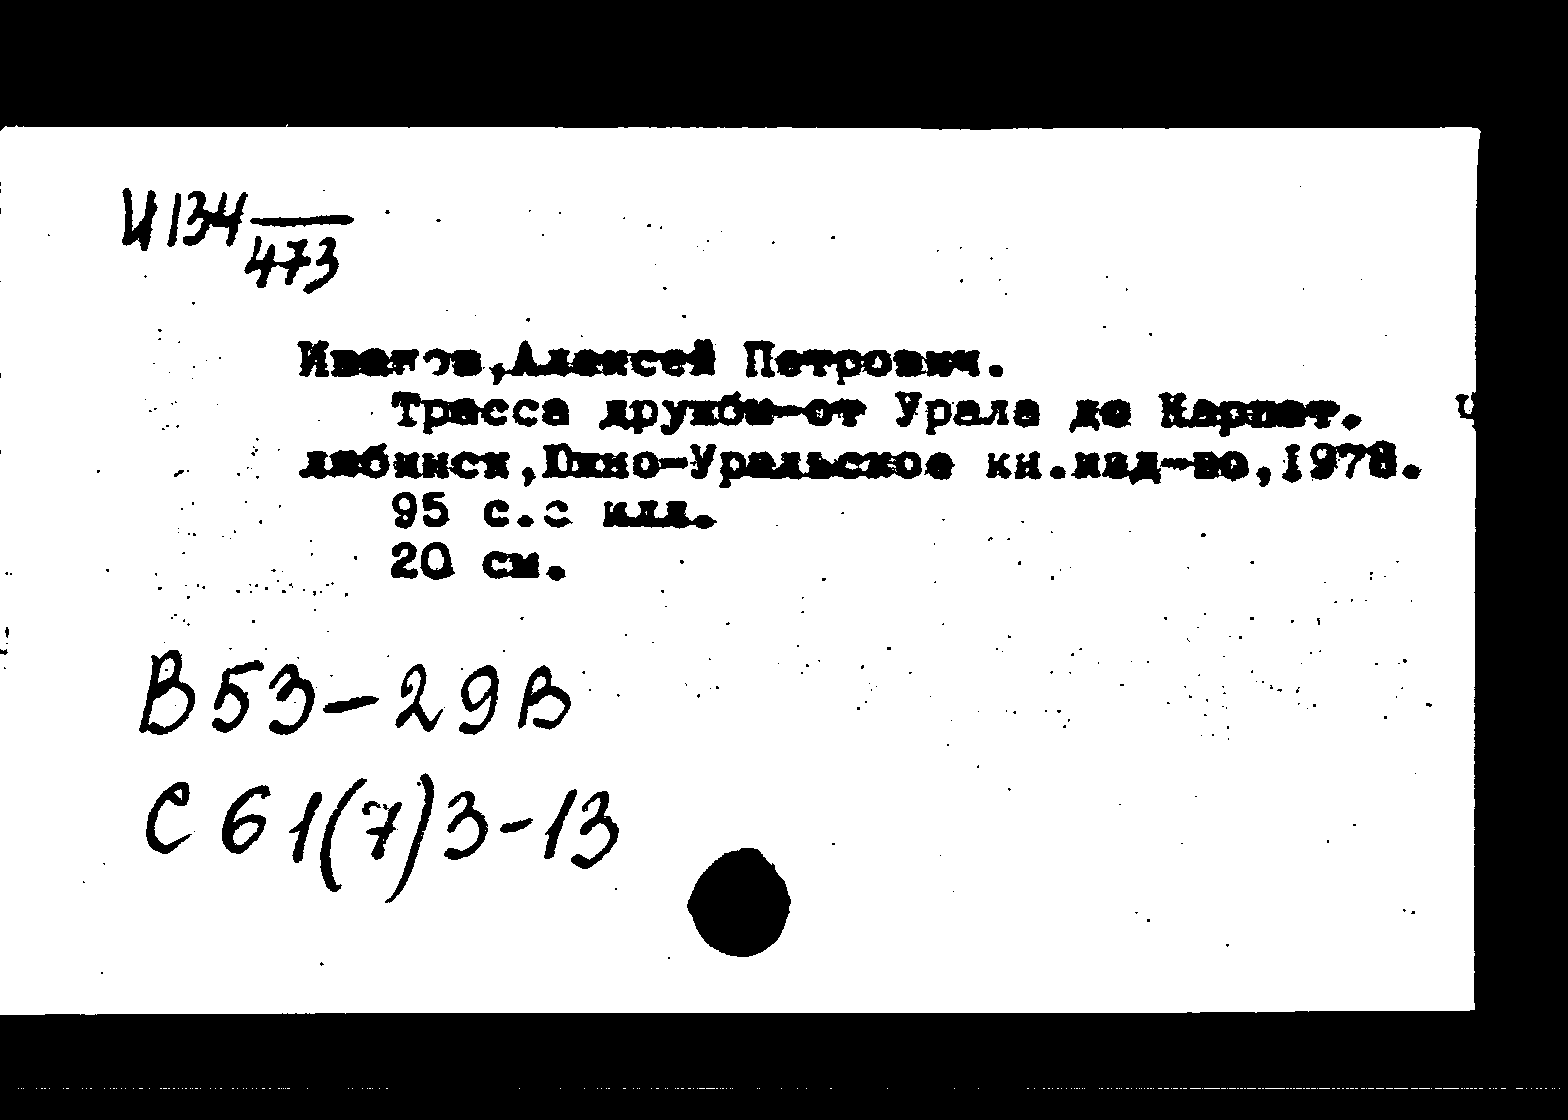 И134
473
Иванов,Алексей Петрович.
Трасса дружбы-от Урала до Карпат. Ч
лябинск,Южно-Уральское кн.изд-во,1978.
95 с.с илл.
20 см.
В53-29В
С61(7)3-13